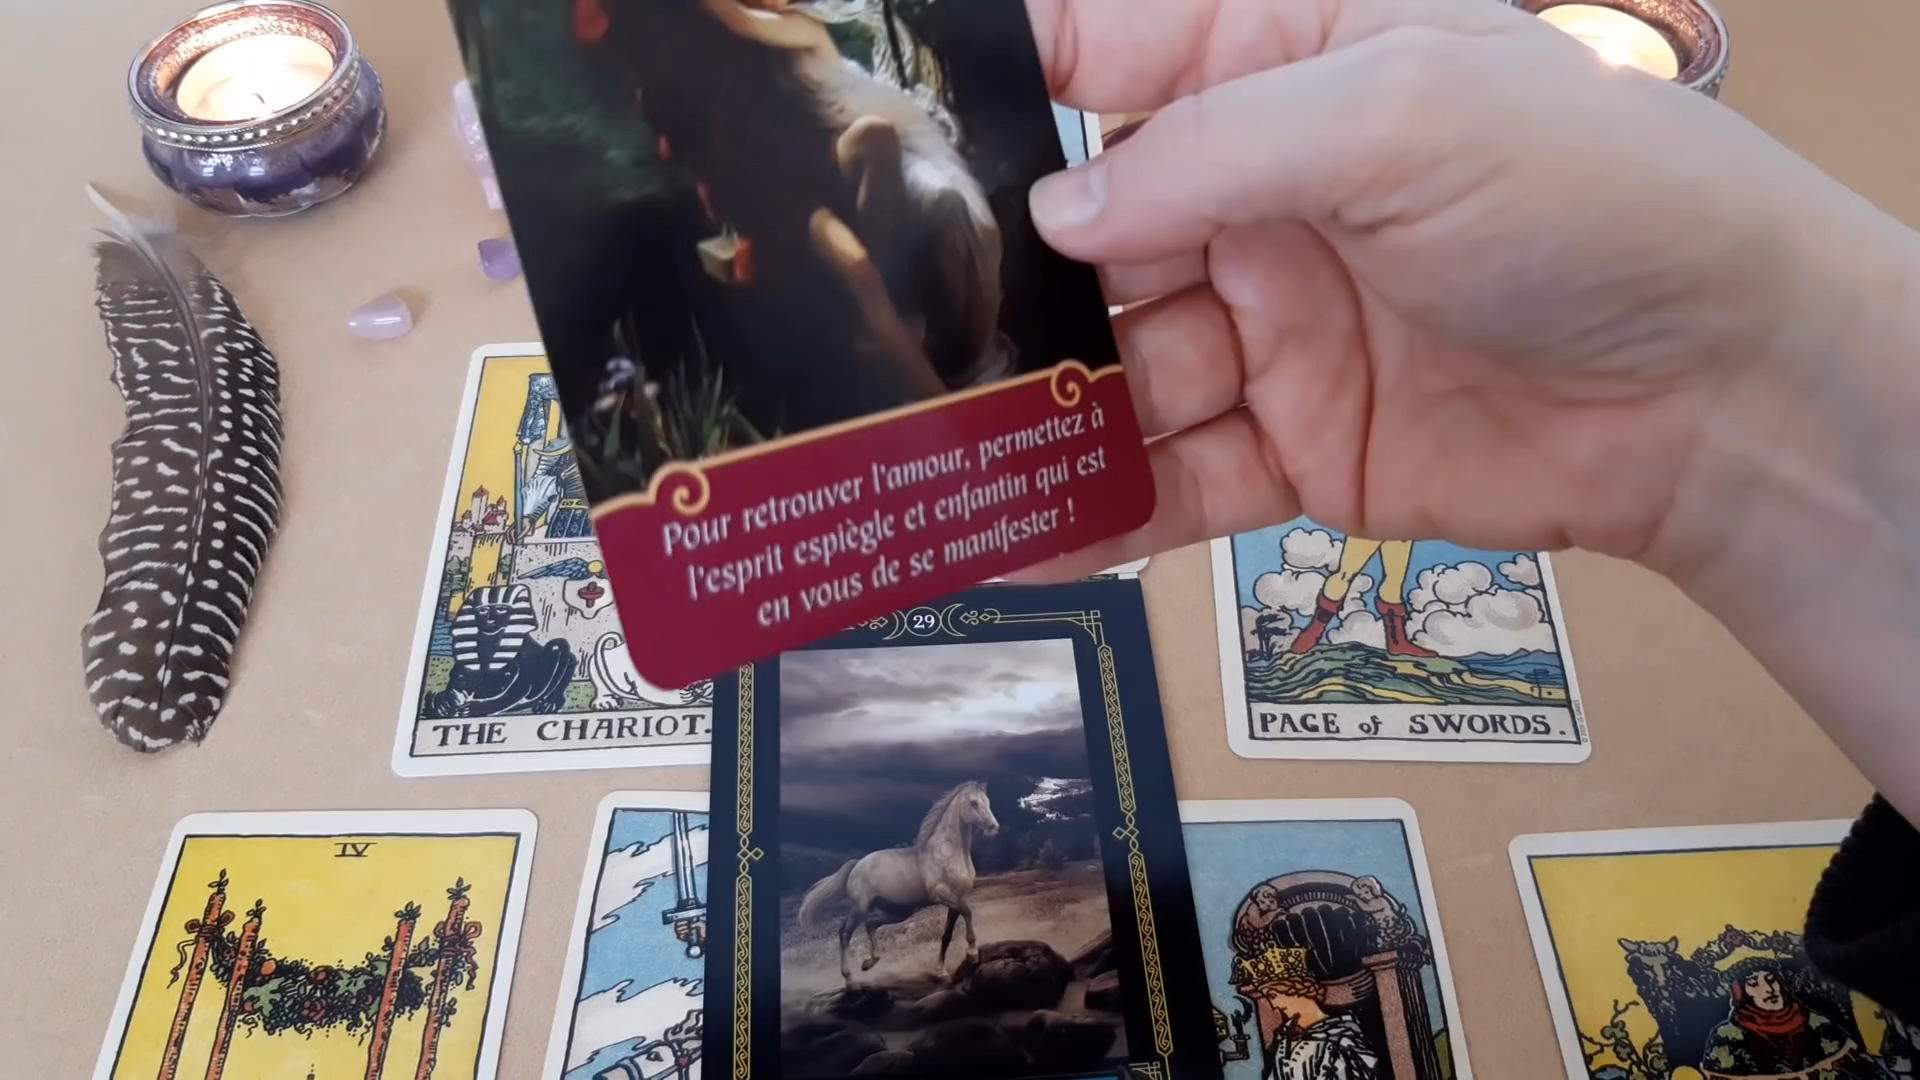 Pour retrouver l'amour, permettez à
l'esprit espiègle et enfantin qui est
en vous de se manifester !
29
THE CHARIOT.
PAGE of SWORDS.
IV